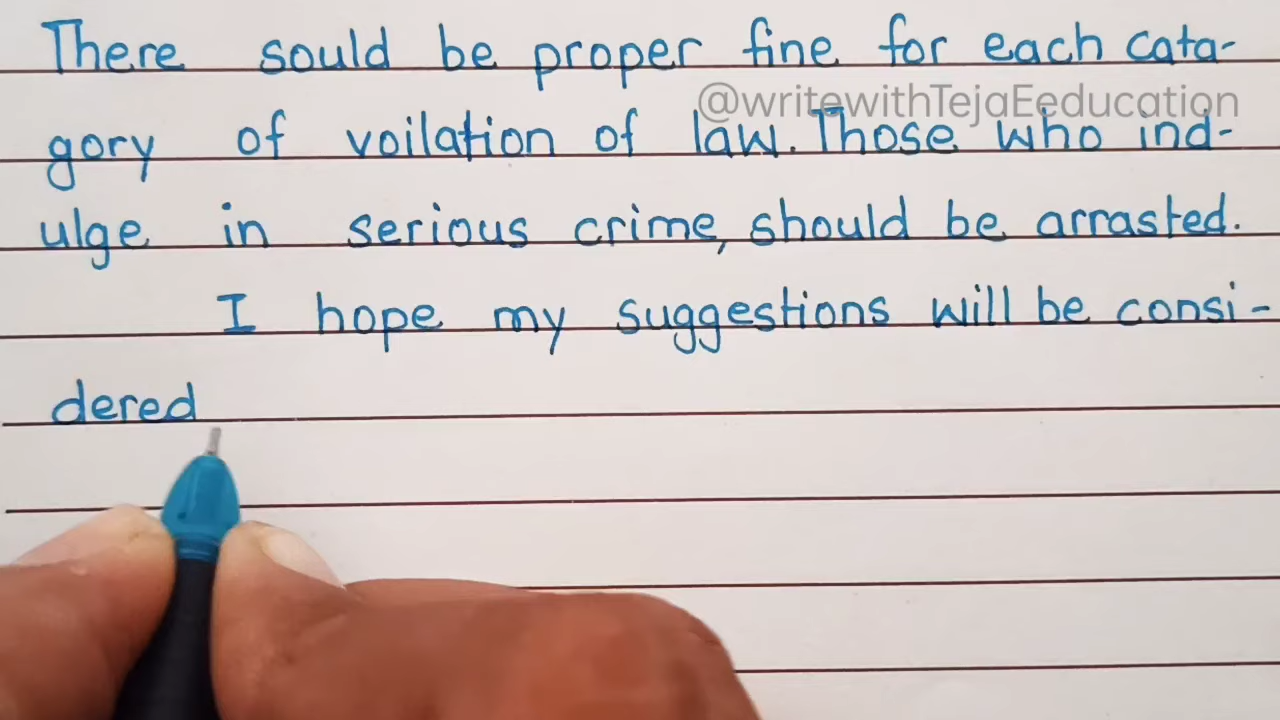 There sould be proper fine for each cata-
@writewithTejaEeducation
gory of voilation of law. Those who ind-
ulge in serious crime, should be arrasted.
I hope my suggestions will be consi-
dered